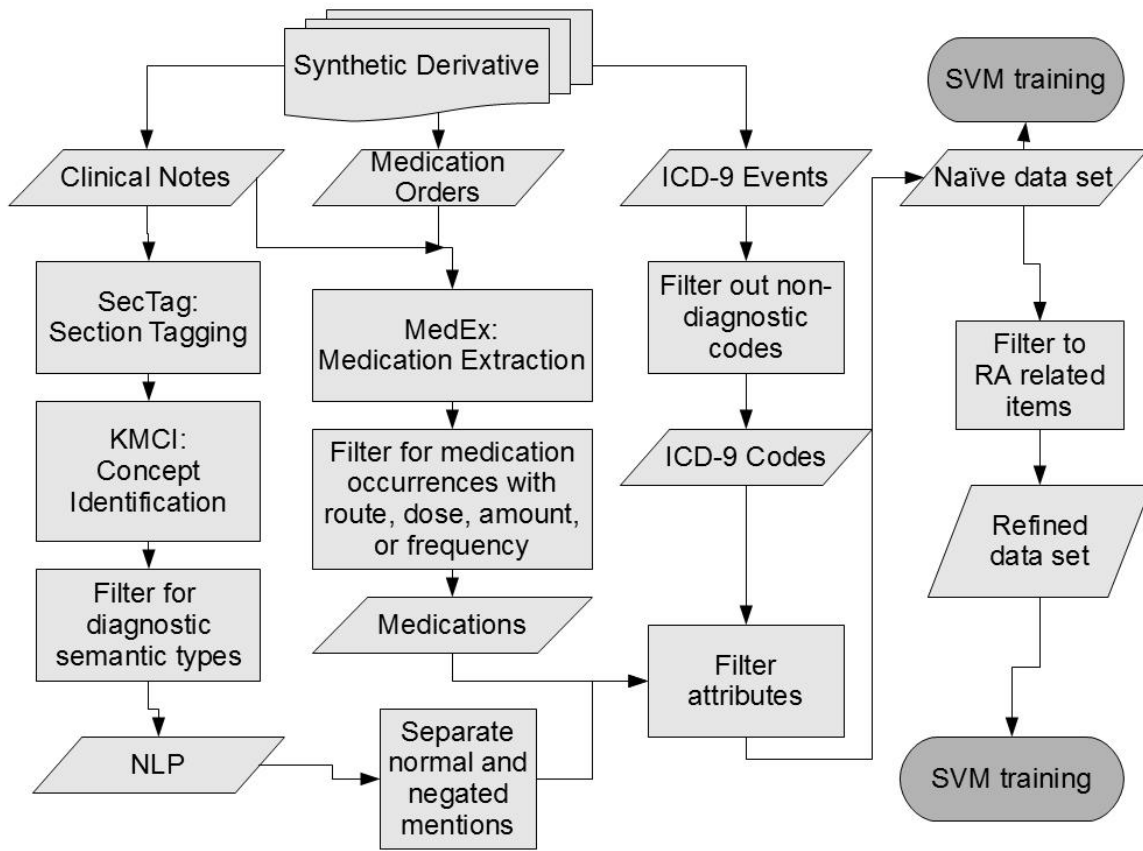 Synthetic Derivative
SVM training
Clinical Notes
Medication
Orders
ICD-9 Events
Naïve data set
SecTag:
Section Tagging
MedEx:
Medication Extraction
Filter out non-
diagnostic
codes
Filter to
RA related
items
KMCI:
Concept
Identification
Filter for medication
occurrences with
route, dose, amount,
or frequency
ICD-9 Codes
Refined
data set
Filter for
diagnostic
semantic types
Medications
Filter
attributes
NLP
Separate
normal and
negated
mentions
SVM training